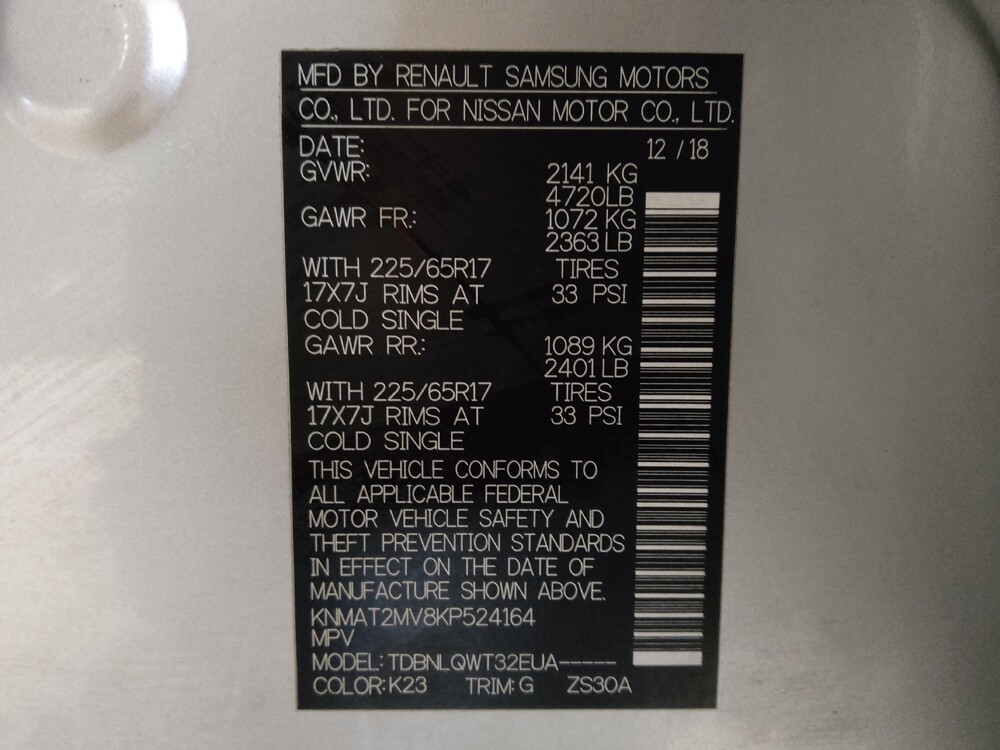 MFD BY RENAULT SAMSUNG MOTORS
CO., LTD. FOR NISSAN MOTOR CO., LTD.
DATE: 12 / 18
GVWR: 2141 KG
4720LB
GAWR FR.: 1072 KG
2363 LB
WITH 225/65R17 TIRES
17X7J RIMS AT 33 PSI
COLD SINGLE
GAWR RR.: 1089 KG
2401 LB
WITH 225/65R17 TIRES
17X7J RIMS AT 33 PSI
COLD SINGLE
THIS VEHICLE CONFORMS TO
ALL APPLICABLE FEDERAL
MOTOR VEHICLE SAFETY AND
THEFT PREVENTION STANDARDS
IN EFFECT ON THE DATE OF
MANUFACTURE SHOWN ABOVE.
KNMAT2MV8KP524164
MPV
MODEL: TDBNLQWT32EUA-----
COLOR: K23 TRIM: G ZS30A